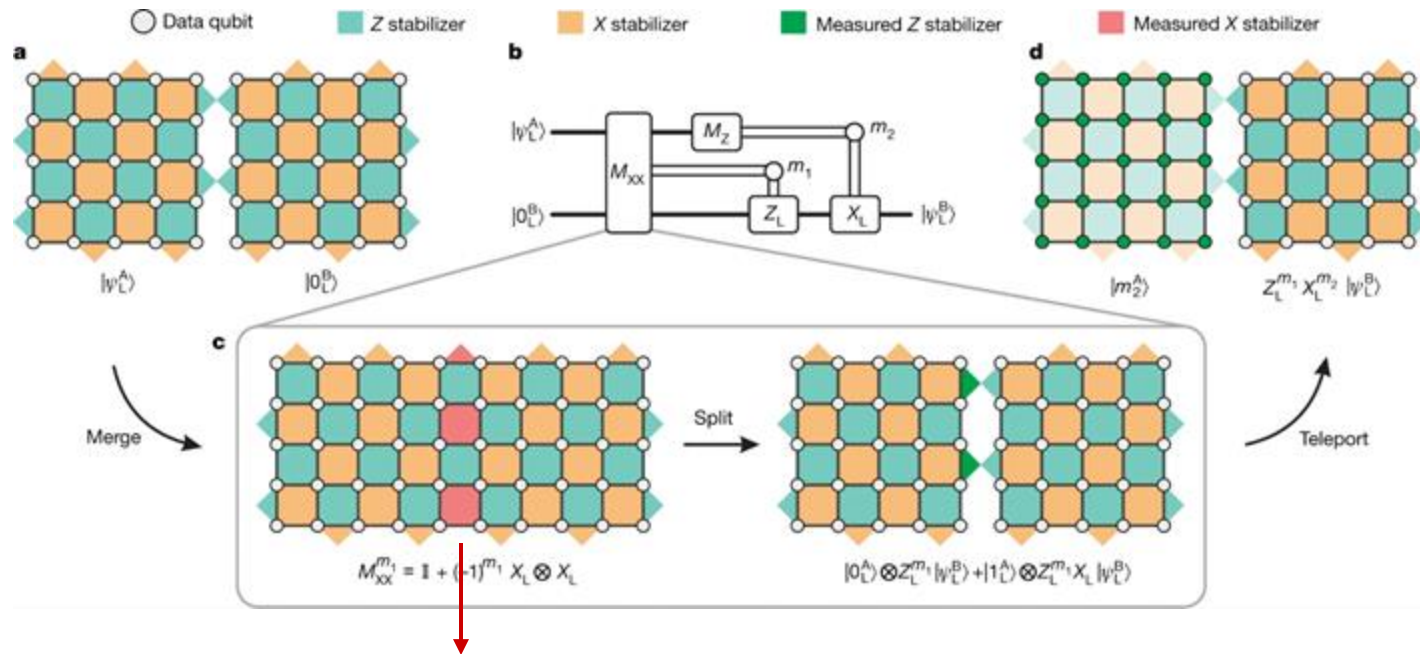 Data qubit
Z stabilizer
X stabilizer
Measured Z stabilizer
Measured X stabilizer
a
b
d
|ψ_L^A⟩
|0_L^B⟩
|ψ_L^A⟩
|0_L^B⟩
M_XX
M_Z
m_1
m_2
Z_L
X_L
|ψ_L^B⟩
|m_2^A⟩
Z_L^{m_1} X_L^{m_2} |ψ_L^B⟩
c
Merge
Split
Teleport
M_XX^{m_1} = 𝕀 + (-1)^{m_1} X_L ⊗ X_L
|0_L^A⟩ ⊗ Z_L^{m_1} |ψ_L^B⟩ + |1_L^A⟩ ⊗ Z_L^{m_1} X_L |ψ_L^B⟩